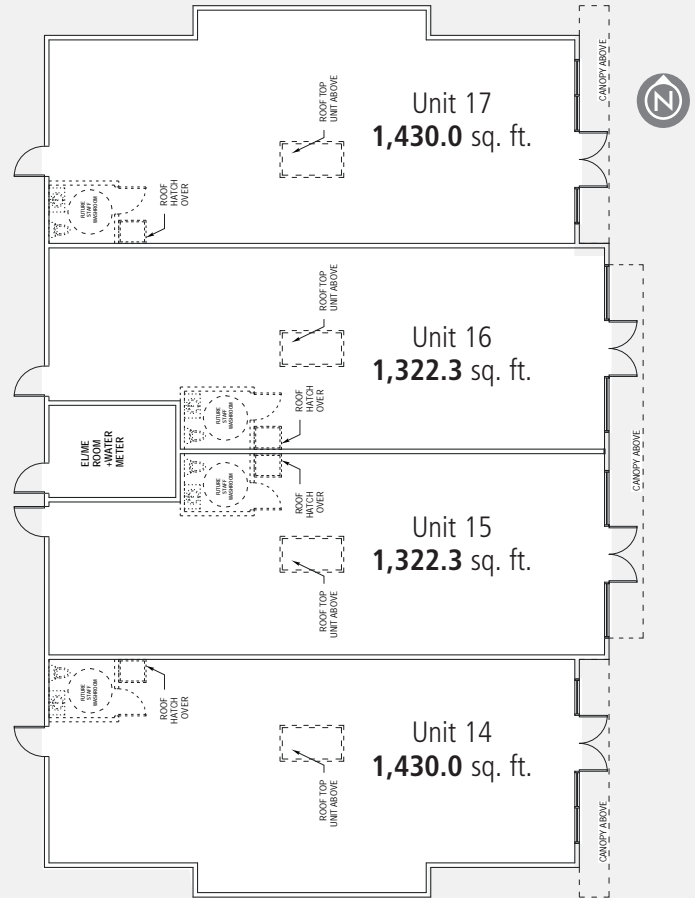 CANOPY ABOVE
N
ROOF TOP
UNIT ABOVE
Unit 17
1,430.0 sq. ft.
FUTURE
STAFF
WASHROOM
ROOF
HATCH
OVER
ROOF TOP
UNIT ABOVE
Unit 16
1,322.3 sq. ft.
EL/ME
ROOM
+WATER
METER
FUTURE
STAFF
WASHROOM
ROOF
HATCH
OVER
CANOPY ABOVE
FUTURE
STAFF
WASHROOM
ROOF
HATCH
OVER
Unit 15
1,322.3 sq. ft.
ROOF TOP
UNIT ABOVE
FUTURE
STAFF
WASHROOM
ROOF
HATCH
OVER
Unit 14
1,430.0 sq. ft.
ROOF TOP
UNIT ABOVE
CANOPY ABOVE